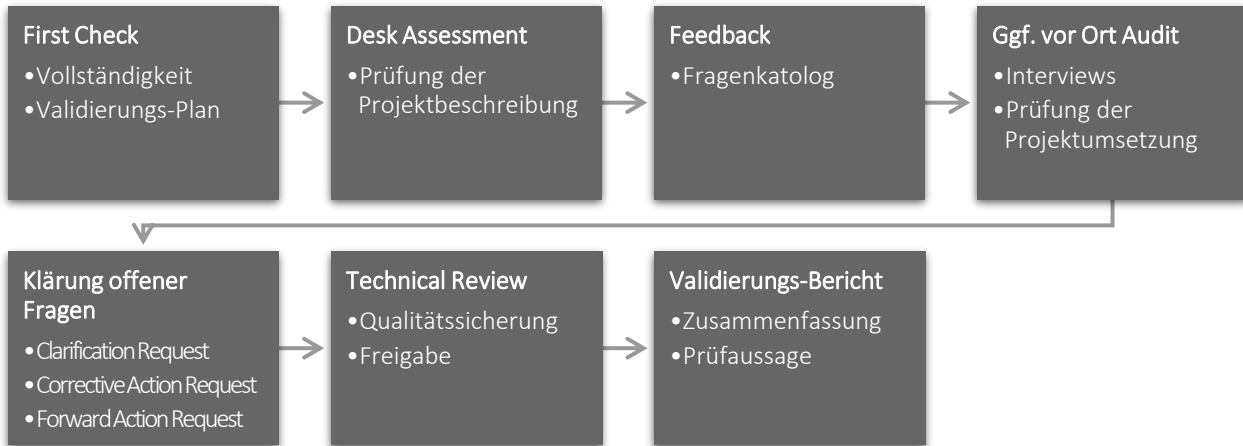 First Check
•Vollständigkeit
•Validierungs-Plan
Desk Assessment
•Prüfung der
Projektbeschreibung
Feedback
•Fragenkatolog
Ggf. vor Ort Audit
•Interviews
•Prüfung der
Projektumsetzung
Klärung offener
Fragen
•Clarification Request
•Corrective Action Request
•Forward Action Request
Technical Review
•Qualitätssicherung
•Freigabe
Validierungs-Bericht
•Zusammenfassung
•Prüfaussage